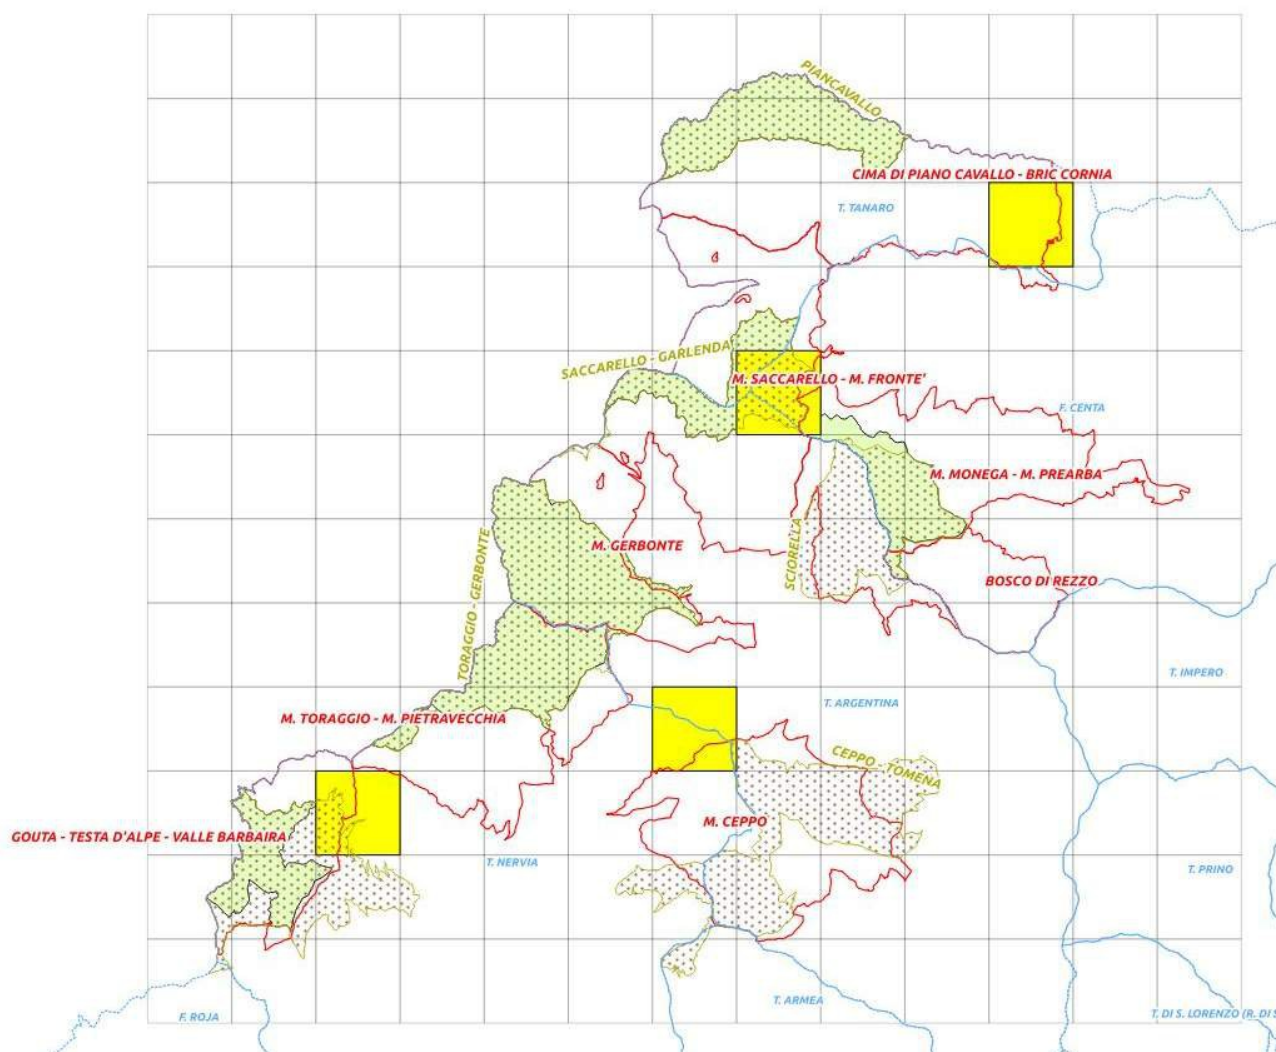 PIANCAVALLO
CIMA DI PIANO CAVALLO - BRIC CORNIA
T. TANARO
SACCARELLO - GARLENDA
M. SACCARELLO - M. FRONTE'
F. CENTA
M. MONEGA - M. PREARBA
SCIORELLA
M. GERBONTE
TORAGGIO - GERBONTE
BOSCO DI REZZO
T. IMPERO
T. ARGENTINA
M. TORAGGIO - M. PIETRAVECCHIA
CEPPO - TOMENA
M. CEPPO
GOUTA - TESTA D'ALPE - VALLE BARBAIRA
T. NERVIA
T. PRINO
T. ARMEA
F. ROJA
T. DI S. LORENZO (R. DI S